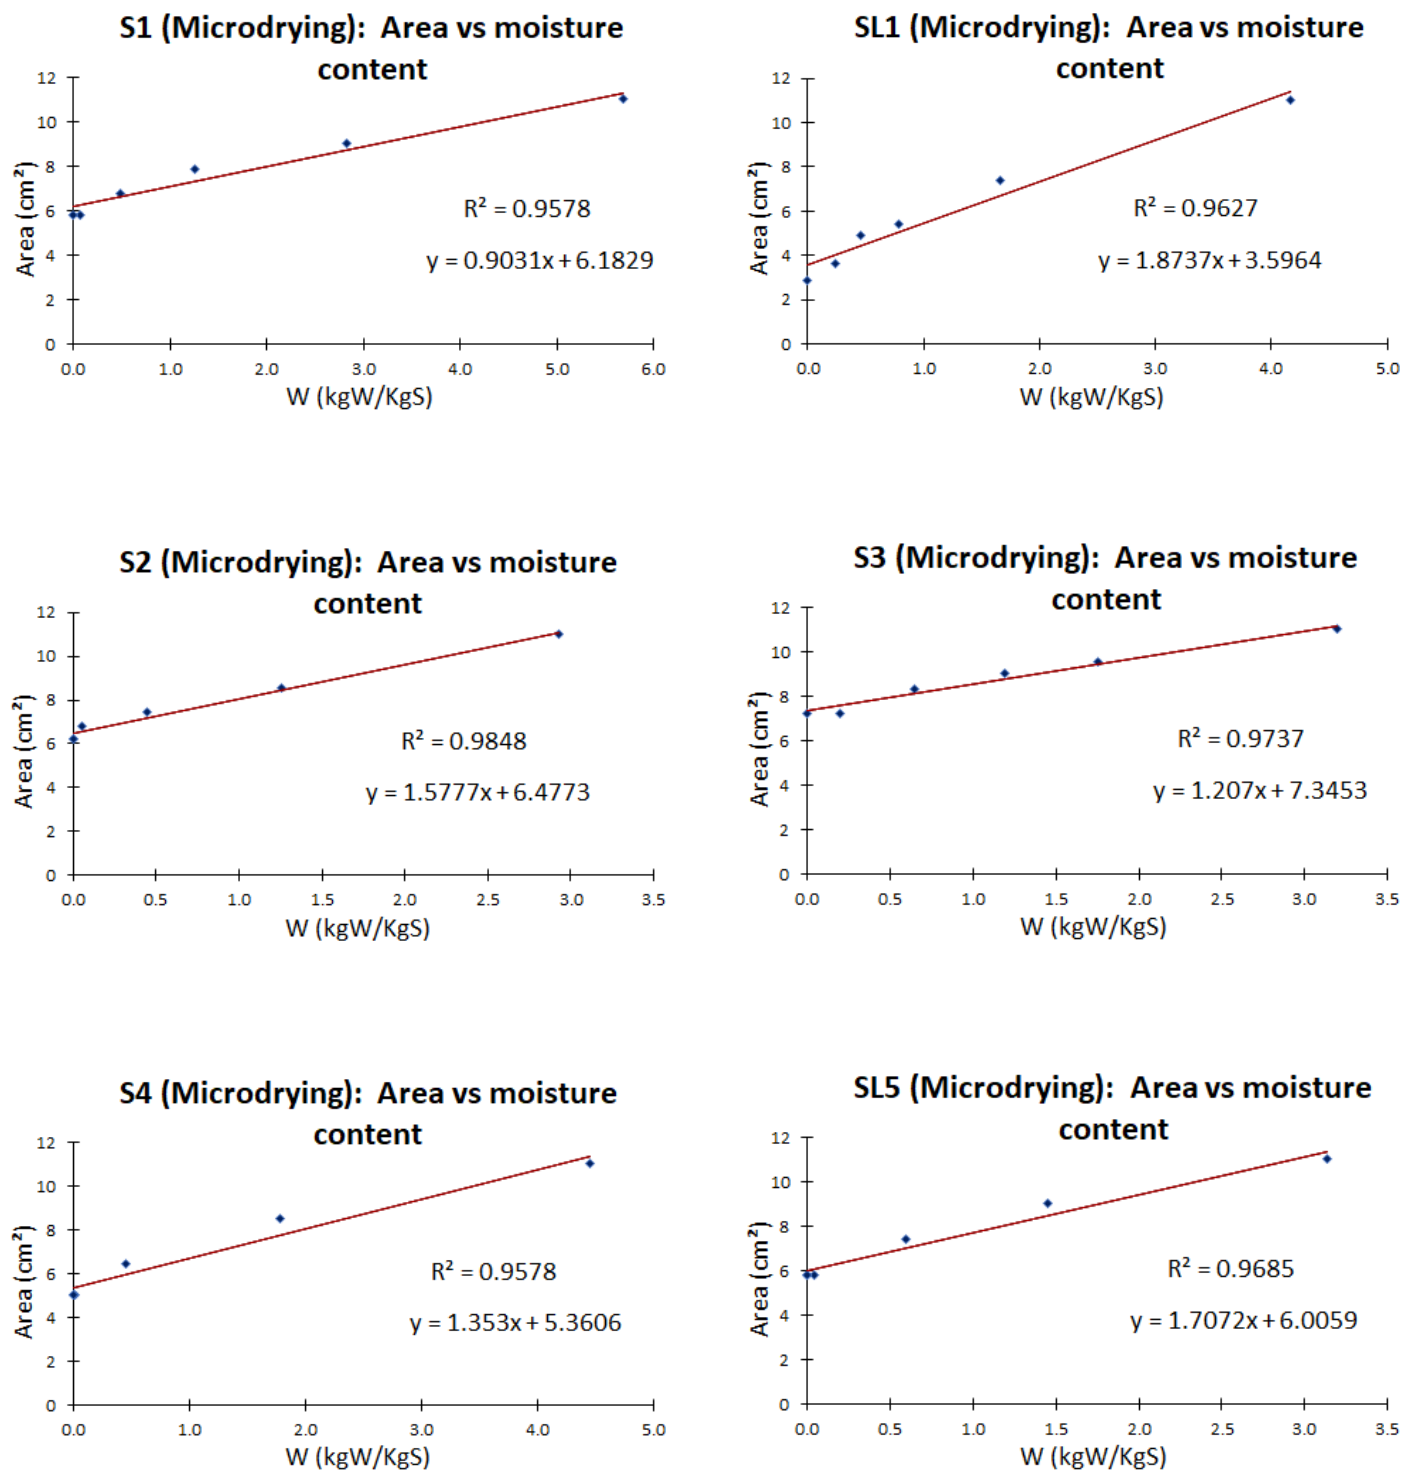 S1 (Microdrying): Area vs moisture
content
12
10
8
6
4
2
0
Area (cm²)
R² = 0.9578
y = 0.9031x + 6.1829
0.0 1.0 2.0 3.0 4.0 5.0 6.0
W (kgW/KgS)
SL1 (Microdrying): Area vs moisture
content
12
10
8
6
4
2
0
Area (cm²)
R² = 0.9627
y = 1.8737x + 3.5964
0.0 1.0 2.0 3.0 4.0 5.0
W (kgW/KgS)
S2 (Microdrying): Area vs moisture
content
12
10
8
6
4
2
0
Area (cm²)
R² = 0.9848
y = 1.5777x + 6.4773
0.0 0.5 1.0 1.5 2.0 2.5 3.0 3.5
W (kgW/KgS)
S3 (Microdrying): Area vs moisture
content
12
10
8
6
4
2
0
Area (cm²)
R² = 0.9737
y = 1.207x + 7.3453
0.0 0.5 1.0 1.5 2.0 2.5 3.0 3.5
W (kgW/KgS)
S4 (Microdrying): Area vs moisture
content
12
10
8
6
4
2
0
Area (cm²)
R² = 0.9578
y = 1.353x + 5.3606
0.0 1.0 2.0 3.0 4.0 5.0
W (kgW/KgS)
SL5 (Microdrying): Area vs moisture
content
12
10
8
6
4
2
0
Area (cm²)
R² = 0.9685
y = 1.7072x + 6.0059
0.0 0.5 1.0 1.5 2.0 2.5 3.0 3.5
W (kgW/KgS)